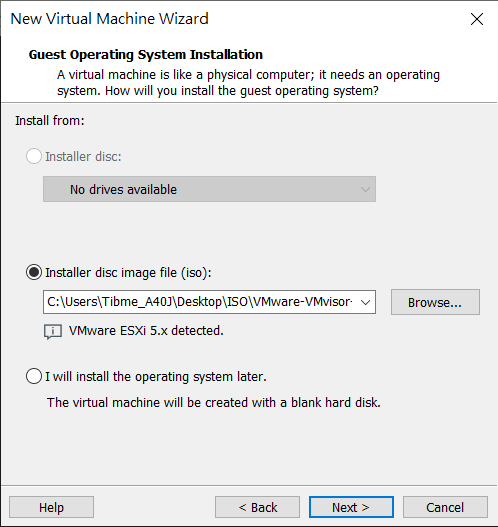 New Virtual Machine Wizard
Guest Operating System Installation
A virtual machine is like a physical computer; it needs an operating
system. How will you install the guest operating system?
Install from:
Installer disc:
No drives available
Installer disc image file (iso):
C:\Users\Tibme_A40J\Desktop\ISO\VMware-VMvisor-
Browse...
VMware ESXi 5.x detected.
I will install the operating system later.
The virtual machine will be created with a blank hard disk.
Help
< Back
Next >
Cancel